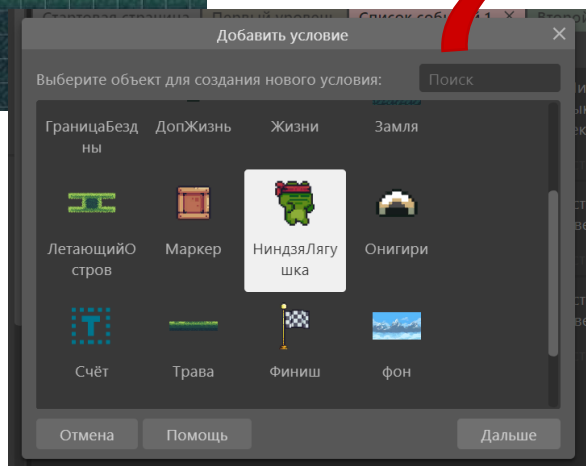 Стартовая страница Первый уровень Список событий 1 X Второй
Добавить условие
Выберите объект для создания нового условия: Поиск
ГраницаБезд
ны
ДопЖизнь
Жизни
Замля
ЛетающийО
стров
Маркер
НиндзяЛягу
шка
Онигири
Счёт
Трава
Финиш
фон
Отмена Помощь Дальше